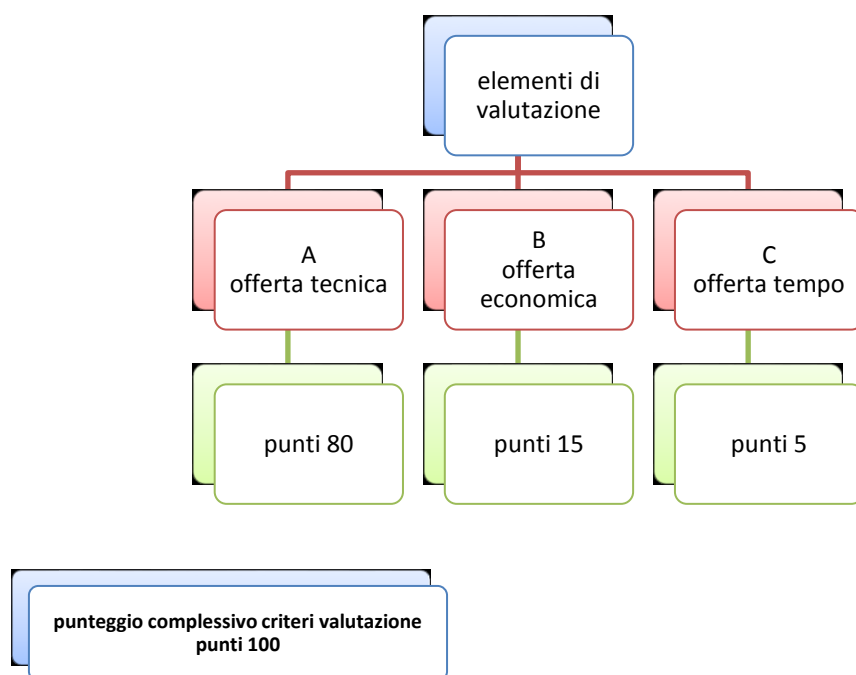 elementi di
valutazione
A
offerta tecnica
B
offerta
economica
C
offerta tempo
punti 80
punti 15
punti 5
punteggio complessivo criteri valutazione
punti 100